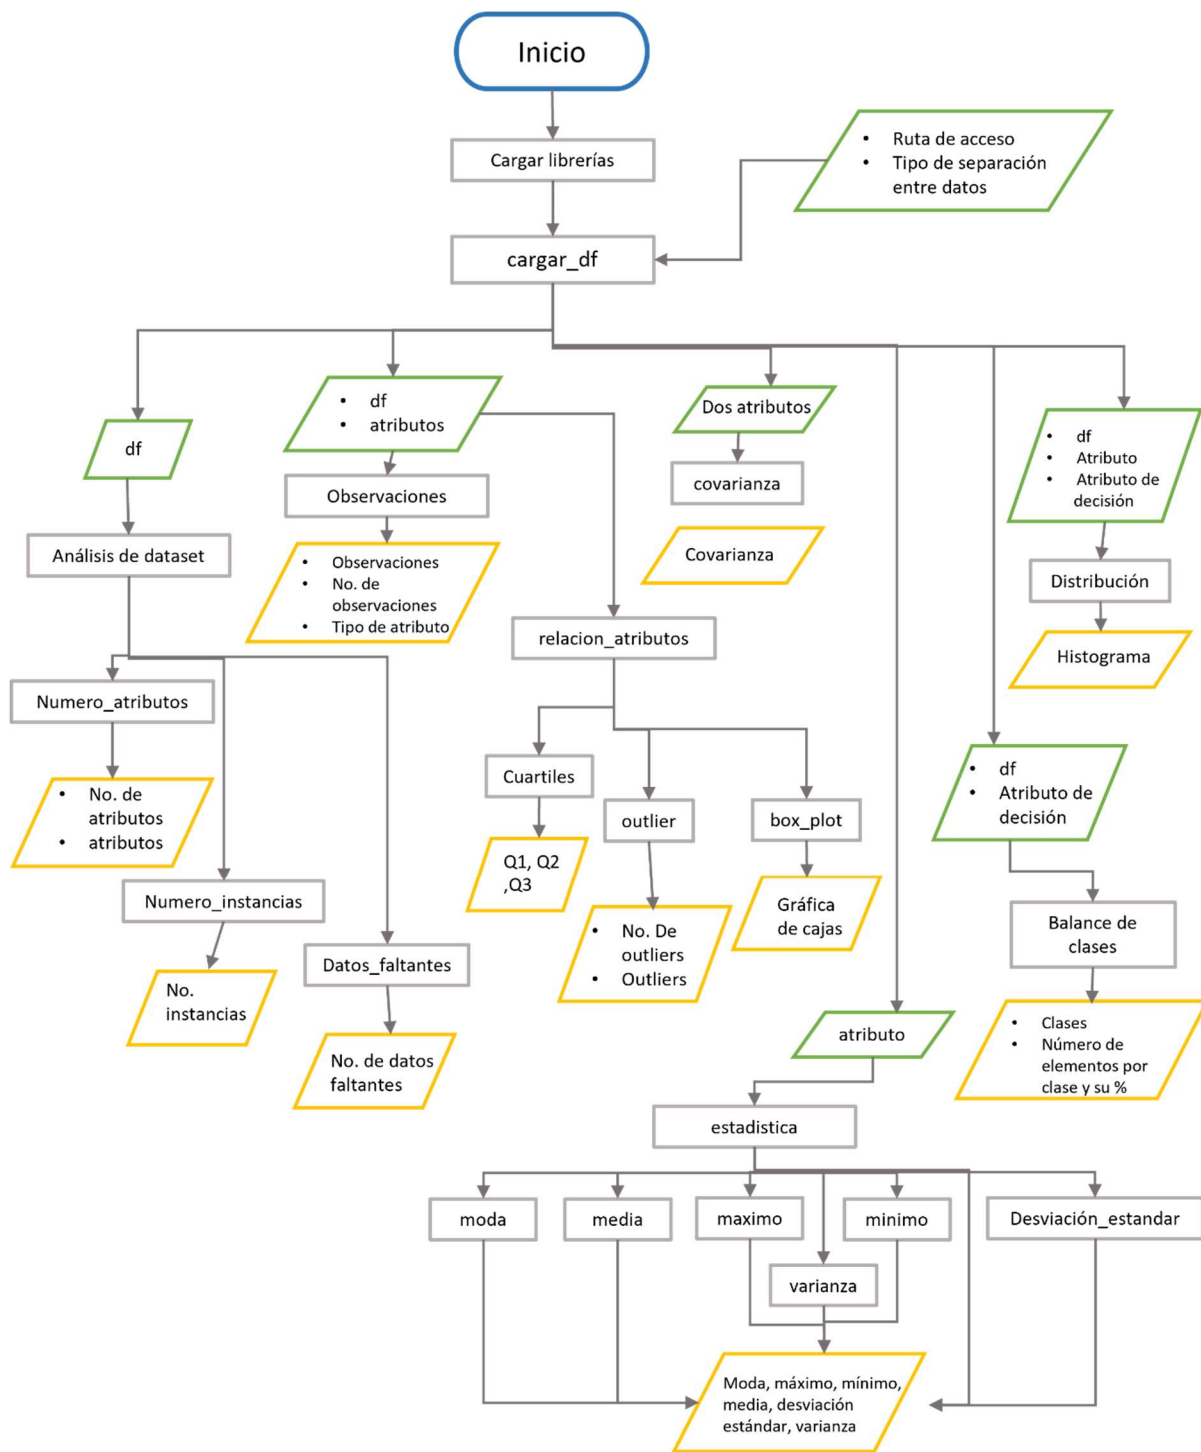 Inicio
Cargar librerías
• Ruta de acceso
• Tipo de separación
entre datos
cargar_df
df
• df
• atributos
Dos atributos
• df
• Atributo
• Atributo de
decisión
Observaciones
covarianza
Análisis de dataset
• Observaciones
• No. de
observaciones
• Tipo de atributo
Covarianza
Distribución
relacion_atributos
Histograma
Numero_atributos
Cuartiles
• No. de
atributos
• atributos
outlier
box_plot
• df
• Atributo de
decisión
Q1, Q2
,Q3
Numero_instancias
Gráfica
de cajas
Balance de
clases
• No. De
outliers
• Outliers
Datos_faltantes
No.
instancias
atributo
• Clases
• Número de
elementos por
clase y su %
No. de datos
faltantes
estadistica
moda
media
maximo
minimo
Desviación_estandar
varianza
Moda, máximo, mínimo,
media, desviación
estándar, varianza